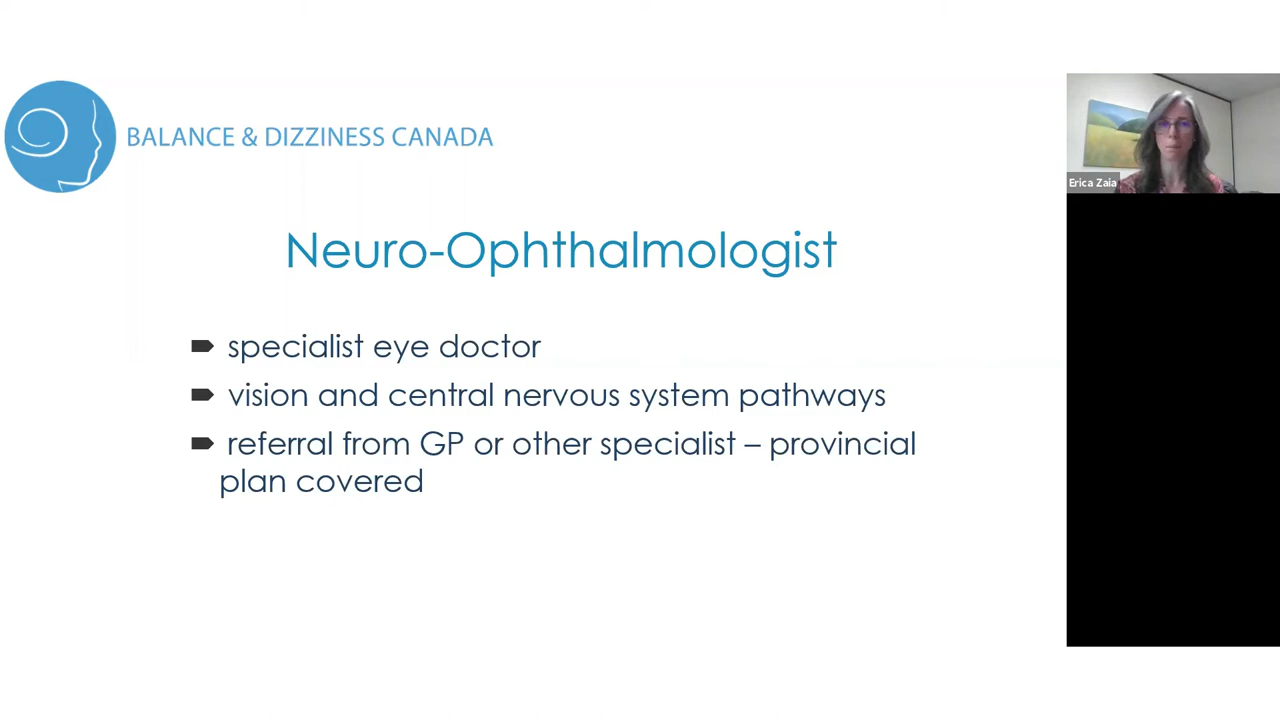 BALANCE & DIZZINESS CANADA
Erica Zaia
Neuro-Ophthalmologist
specialist eye doctor
vision and central nervous system pathways
referral from GP or other specialist – provincial
plan covered